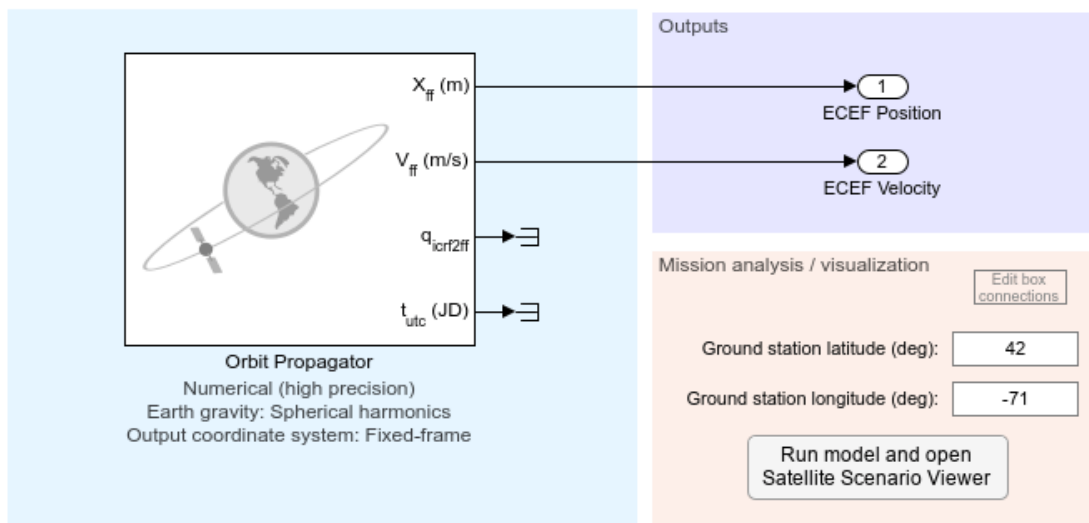 X_ff (m)
V_ff (m/s)
q_icrf2ff
t_utc (JD)
Orbit Propagator
Numerical (high precision)
Earth gravity: Spherical harmonics
Output coordinate system: Fixed-frame
Outputs
1
ECEF Position
2
ECEF Velocity
Mission analysis / visualization
Edit box
connections
Ground station latitude (deg): 42
Ground station longitude (deg): -71
Run model and open
Satellite Scenario Viewer